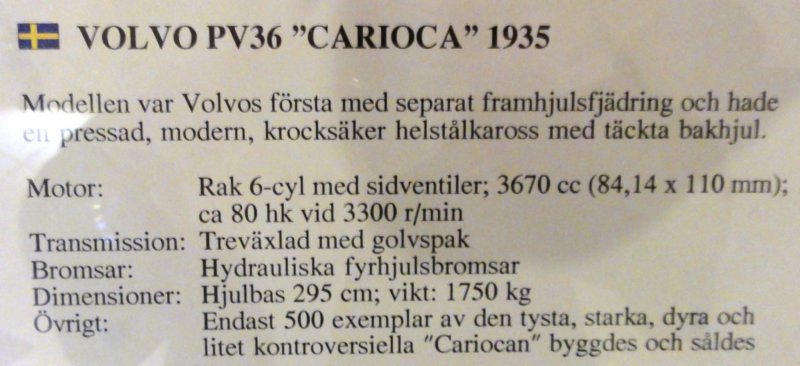 VOLVO PV36 ”CARIOCA” 1935
Modellen var Volvos första med separat framhjulsfjädring och hade
en pressad, modern, krocksäker helstålkaross med täckta bakhjul.
Motor: Rak 6-cyl med sidventiler; 3670 cc (84,14 x 110 mm);
ca 80 hk vid 3300 r/min
Transmission: Treväxlad med golvspak
Bromsar: Hydrauliska fyrhjulsbromsar
Dimensioner: Hjulbas 295 cm; vikt: 1750 kg
Övrigt: Endast 500 exemplar av den tysta, starka, dyra och
litet kontroversiella ”Cariocan” byggdes och såldes